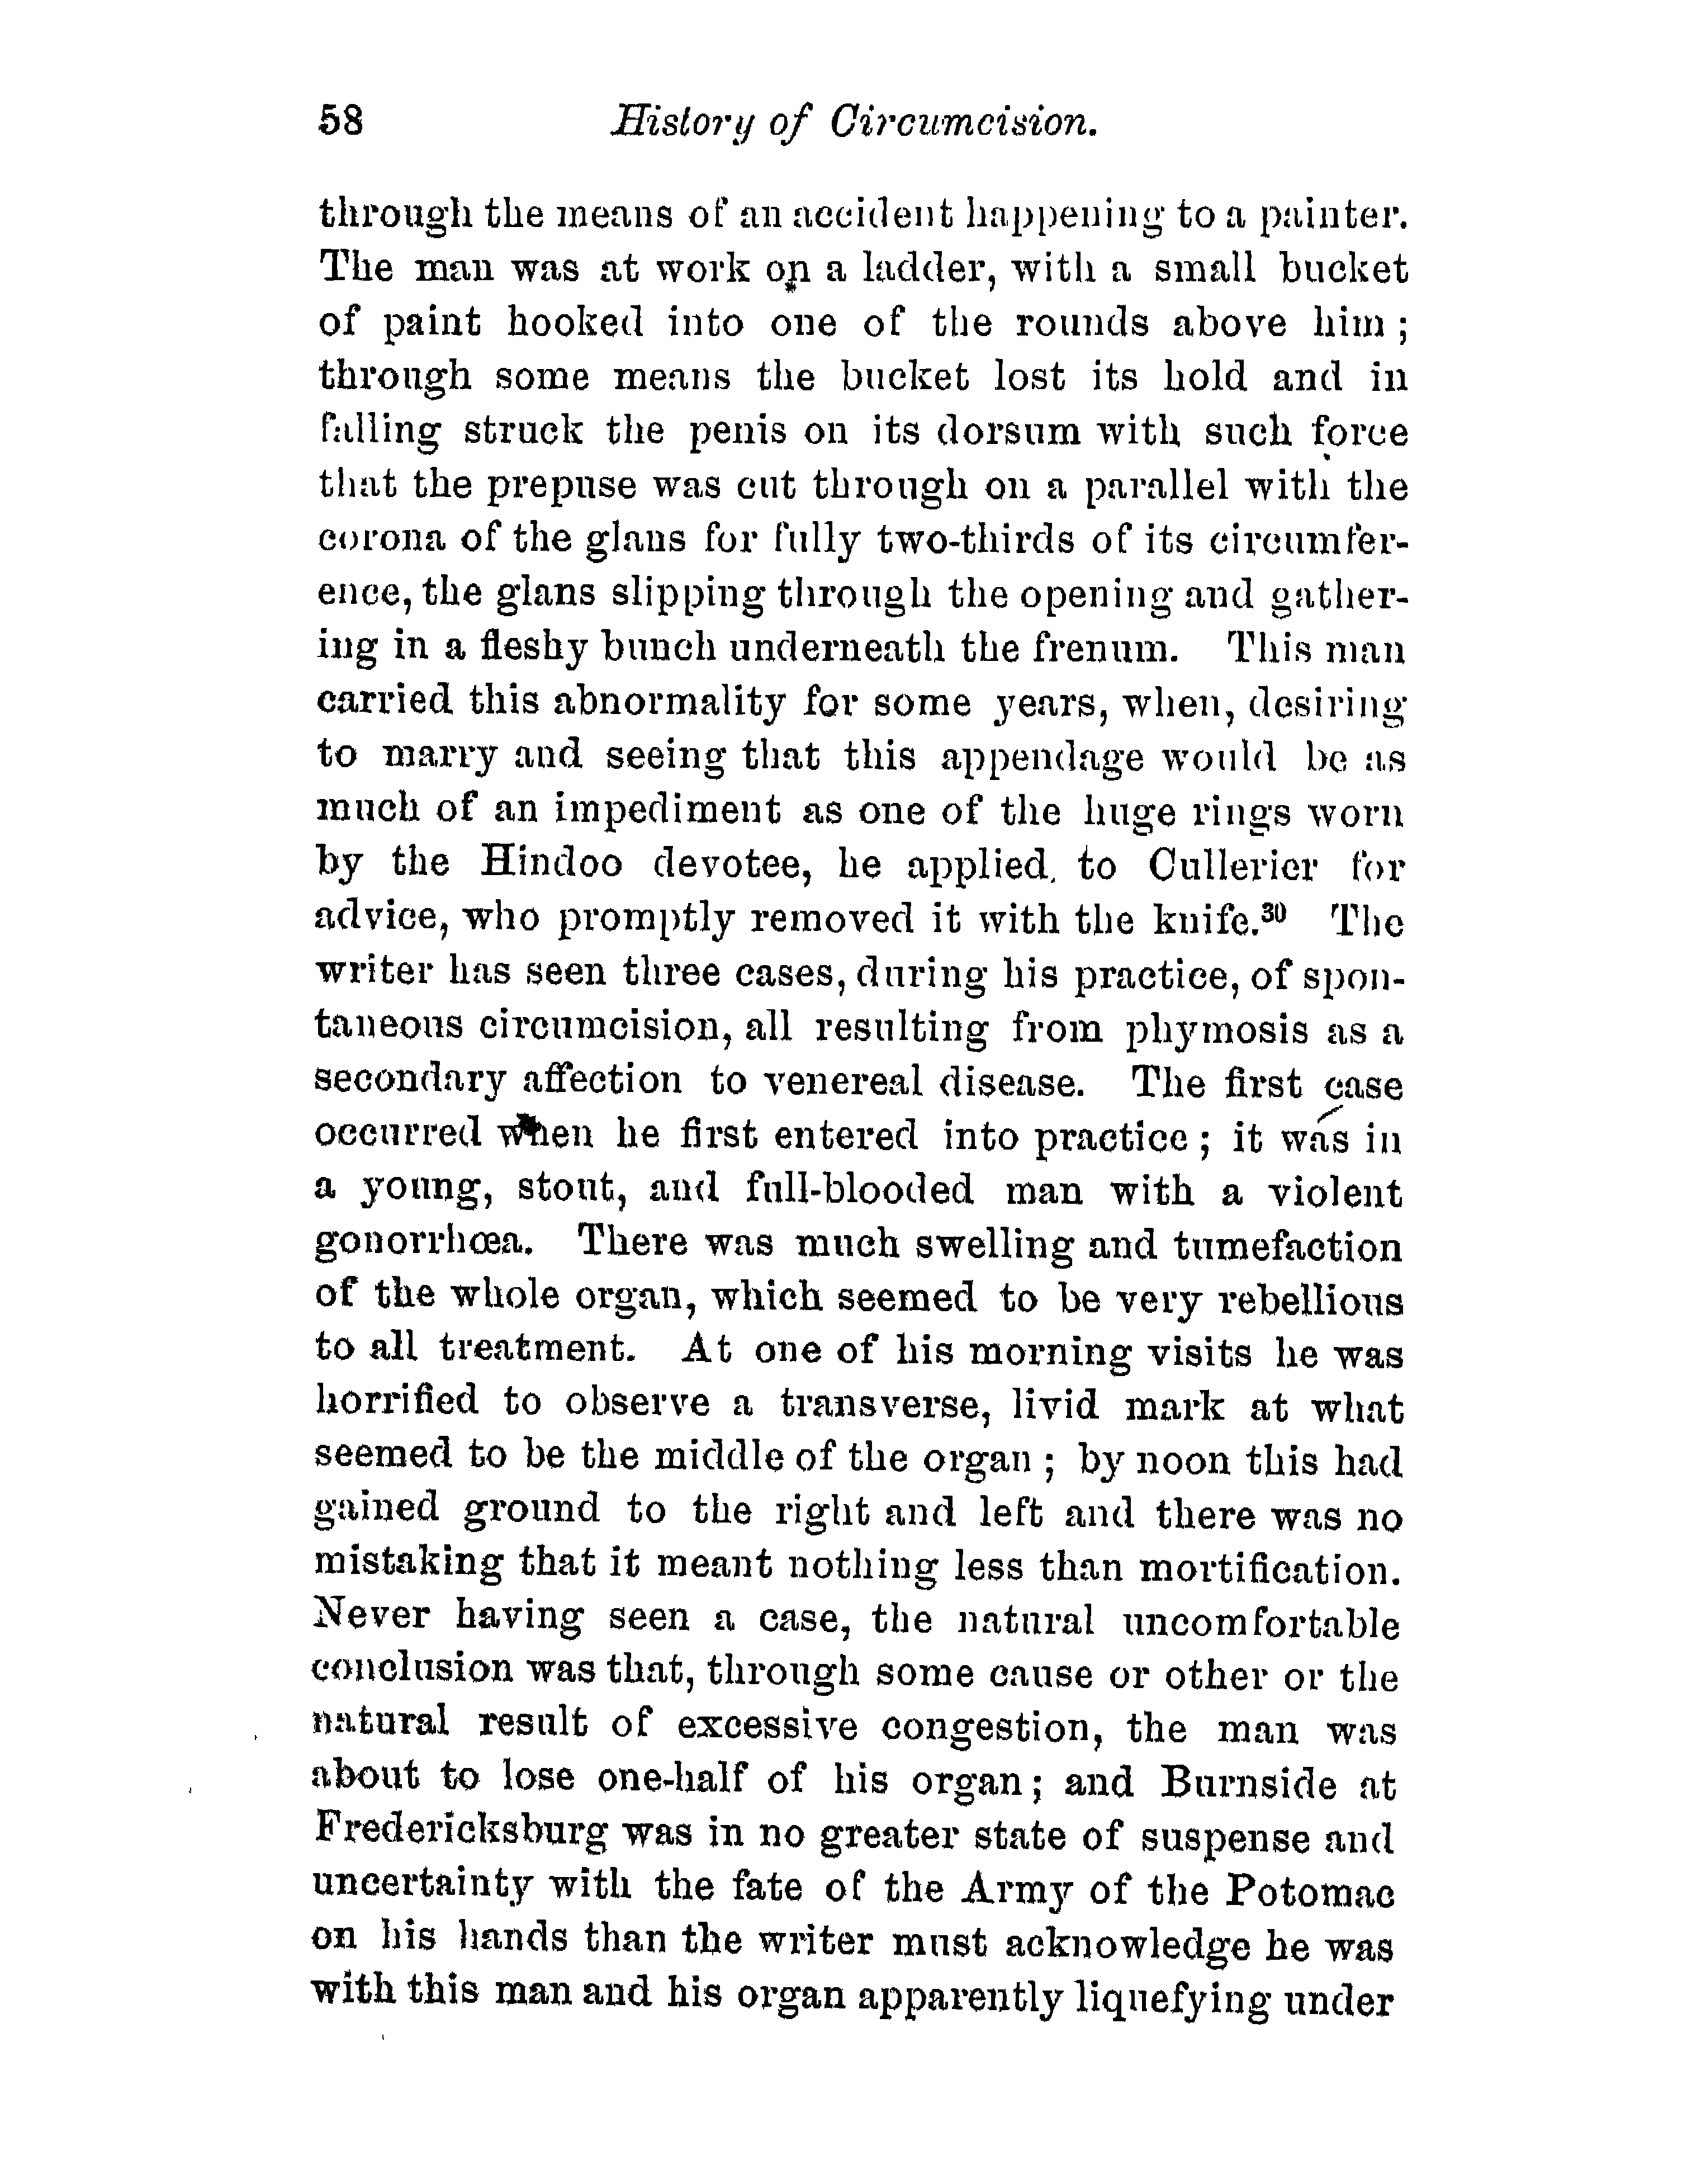 58 History of Circumcision.
through the means of an accident happening to a painter.
The man was at work on a ladder, with a small bucket
of paint hooked into one of the rounds above him ;
through some means the bucket lost its hold and in
falling struck the penis on its dorsum with such force
that the prepuse was cut through on a parallel with the
corona of the glans for fully two-thirds of its circumfer-
ence, the glans slipping through the opening and gather-
ing in a fleshy bunch underneath the frenum. This man
carried this abnormality for some years, when, desiring
to marry and seeing that this appendage would be as
much of an impediment as one of the huge rings worn
by the Hindoo devotee, he applied to Cullerier for
advice, who promptly removed it with the knife.³⁰ The
writer has seen three cases, during his practice, of spon-
taneous circumcision, all resulting from phymosis as a
secondary affection to venereal disease. The first case
occurred when he first entered into practice ; it was in
a young, stout, and full-blooded man with a violent
gonorrhœa. There was much swelling and tumefaction
of the whole organ, which seemed to be very rebellious
to all treatment. At one of his morning visits he was
horrified to observe a transverse, livid mark at what
seemed to be the middle of the organ ; by noon this had
gained ground to the right and left and there was no
mistaking that it meant nothing less than mortification.
Never having seen a case, the natural uncomfortable
conclusion was that, through some cause or other or the
natural result of excessive congestion, the man was
about to lose one-half of his organ; and Burnside at
Fredericksburg was in no greater state of suspense and
uncertainty with the fate of the Army of the Potomac
on his hands than the writer must acknowledge he was
with this man and his organ apparently liquefying under